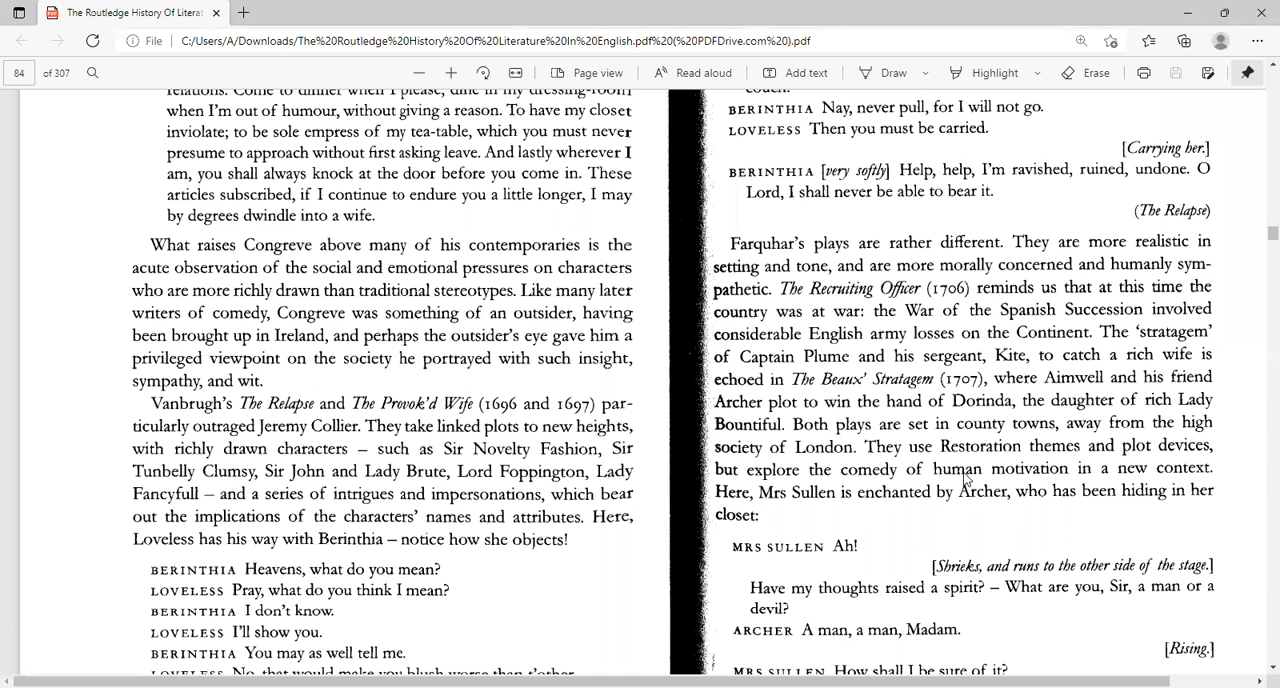 The Routledge History Of Literat
File
C:/Users/A/Downloads/The%20Routledge%20History%20Of%20Literature%20In%20English.pdf%20(%20PDFDrive.com%20).pdf
84 of 307
Page view
Read aloud
Add text
Draw
Highlight
Erase
relations. Come to dinner when I please; dine in my dressing-room
when I'm out of humour, without giving a reason. To have my closet
inviolate; to be sole empress of my tea-table, which you must never
presume to approach without first asking leave. And lastly wherever I
am, you shall always knock at the door before you come in. These
articles subscribed, if I continue to endure you a little longer, I may
by degrees dwindle into a wife.
What raises Congreve above many of his contemporaries is the
acute observation of the social and emotional pressures on characters
who are more richly drawn than traditional stereotypes. Like many later
writers of comedy, Congreve was something of an outsider, having
been brought up in Ireland, and perhaps the outsider's eye gave him a
privileged viewpoint on the society he portrayed with such insight,
sympathy, and wit.
Vanbrugh's The Relapse and The Provok'd Wife (1696 and 1697) par-
ticularly outraged Jeremy Collier. They take linked plots to new heights,
with richly drawn characters – such as Sir Novelty Fashion, Sir
Tunbelly Clumsy, Sir John and Lady Brute, Lord Foppington, Lady
Fancyfull – and a series of intrigues and impersonations, which bear
out the implications of the characters' names and attributes. Here,
Loveless has his way with Berinthia – notice how she objects!
BERINTHIA Heavens, what do you mean?
LOVELESS Pray, what do you think I mean?
BERINTHIA I don't know.
LOVELESS I'll show you.
BERINTHIA You may as well tell me.
LOVELESS No, that would make you blush worse than t'other.
couch.
BERINTHIA Nay, never pull, for I will not go.
LOVELESS Then you must be carried.
[Carrying her.]
BERINTHIA [very softly] Help, help, I'm ravished, ruined, undone. O
Lord, I shall never be able to bear it.
(The Relapse)
Farquhar's plays are rather different. They are more realistic in
setting and tone, and are more morally concerned and humanly sym-
pathetic. The Recruiting Officer (1706) reminds us that at this time the
country was at war: the War of the Spanish Succession involved
considerable English army losses on the Continent. The 'stratagem'
of Captain Plume and his sergeant, Kite, to catch a rich wife is
echoed in The Beaux' Stratagem (1707), where Aimwell and his friend
Archer plot to win the hand of Dorinda, the daughter of rich Lady
Bountiful. Both plays are set in county towns, away from the high
society of London. They use Restoration themes and plot devices,
but explore the comedy of human motivation in a new context.
Here, Mrs Sullen is enchanted by Archer, who has been hiding in her
closet:
MRS SULLEN Ah!
[Shrieks, and runs to the other side of the stage.]
Have my thoughts raised a spirit? – What are you, Sir, a man or a
devil?
ARCHER A man, a man, Madam.
[Rising.]
MRS SULLEN How shall I be sure of it?